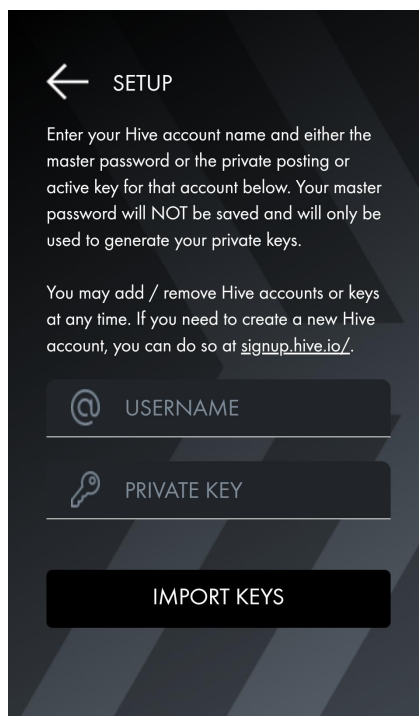 SETUP
Enter your Hive account name and either the
master password or the private posting or
active key for that account below. Your master
password will NOT be saved and will only be
used to generate your private keys.
You may add / remove Hive accounts or keys
at any time. If you need to create a new Hive
account, you can do so at signup.hive.io/.
@ USERNAME
PRIVATE KEY
IMPORT KEYS